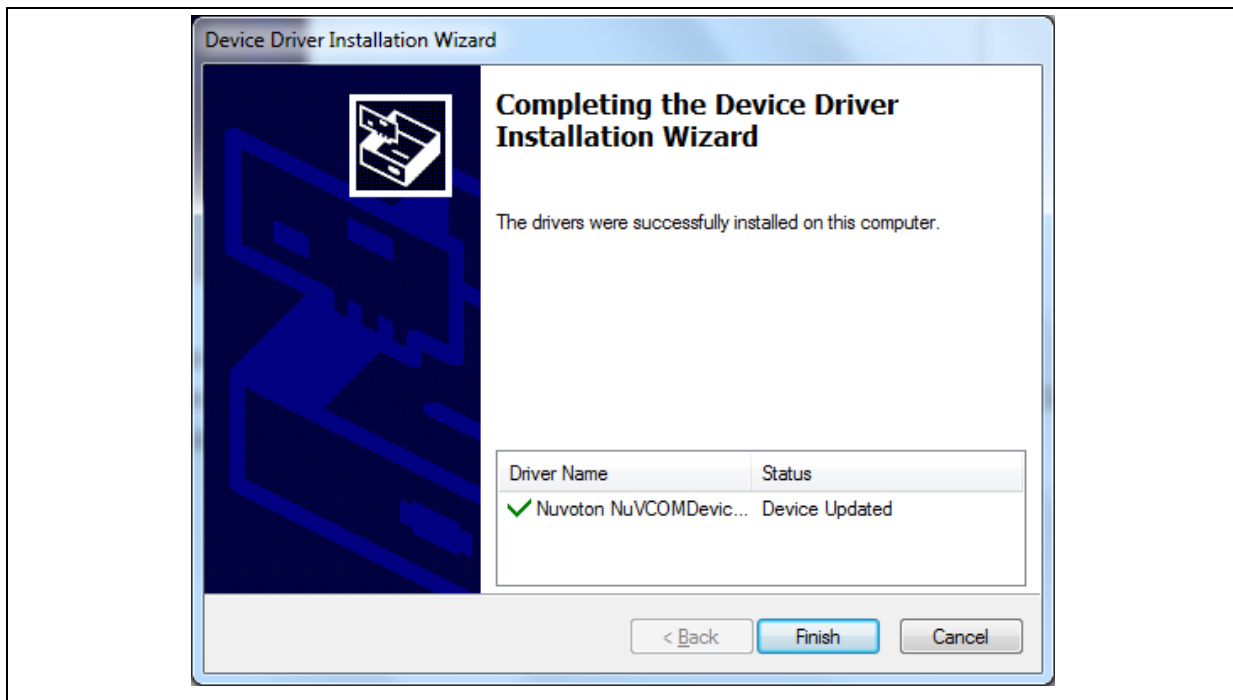 Device Driver Installation Wizard
Completing the Device Driver
Installation Wizard
The drivers were successfully installed on this computer.
Driver Name Status
Nuvoton NuVCOMDevic... Device Updated
< Back Finish Cancel